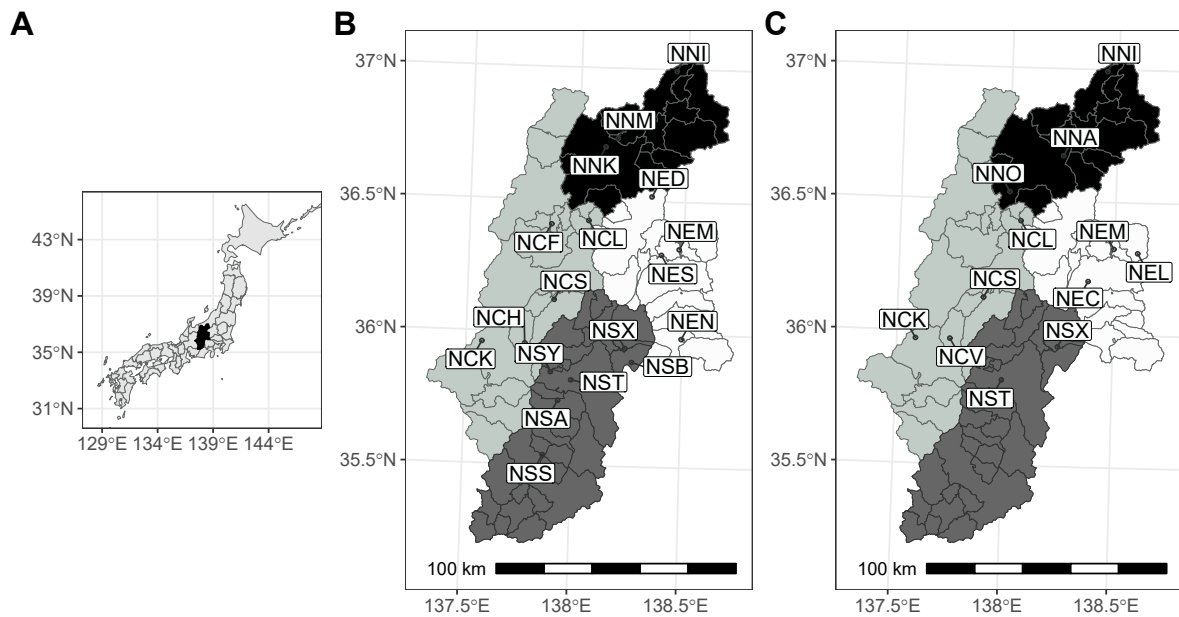 A
43°N
39°N
35°N
31°N
129°E 134°E 139°E 144°E
B
37°N
36.5°N
36°N
35.5°N
NNI
NNM
NNK
NED
NCF
NCL
NEM
NES
NCS
NCH
NSX
NEN
NCK
NSY
NSB
NST
NSA
NSS
100 km
137.5°E 138°E 138.5°E
C
37°N
36.5°N
36°N
35.5°N
NNI
NNA
NNO
NCL
NEM
NEL
NCS
NEC
NCK
NSX
NCV
NST
100 km
137.5°E 138°E 138.5°E